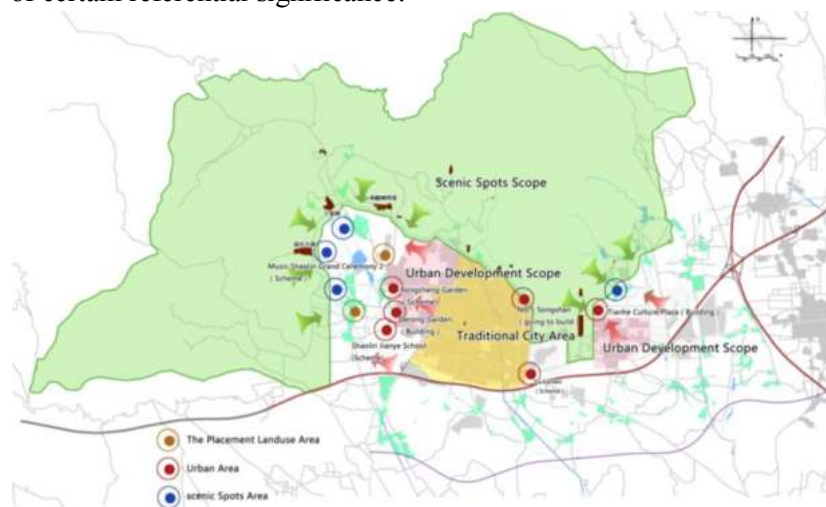 of certain referential significance.
Scenic Spots Scope
Music Shaolin Grand Ceremony 2
( Scheme )
Urban Development Scope
Songcheng Garden
( Scheme )
( Building )
Shaolin Jianye School
(Scheme)
Songshan
( going to build
Traditional City Area
Tianhe Culture Plaza ( Building )
Urban Development Scope
( Scheme )
The Placement Landuse Area
Urban Area
scenic Spots Area